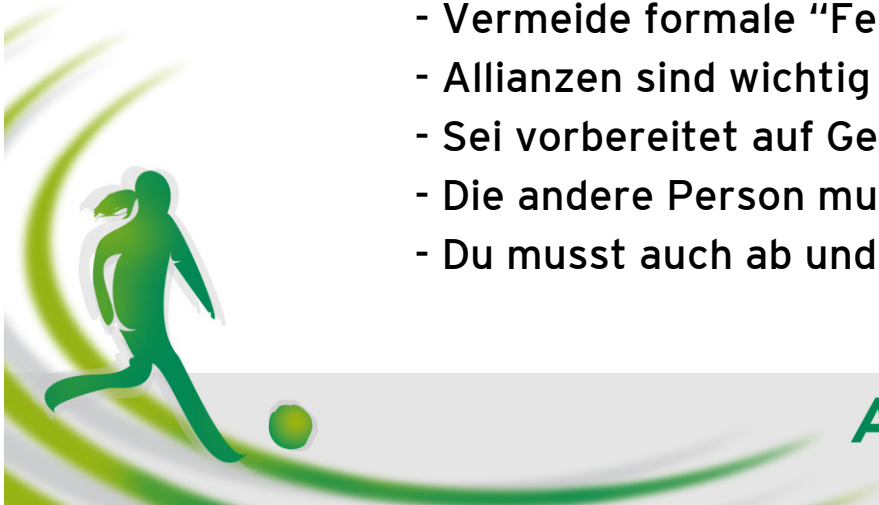 - Vermeide formale “Fe
- Allianzen sind wichtig
- Sei vorbereitet auf Ge
- Die andere Person mu
- Du musst auch ab und
A